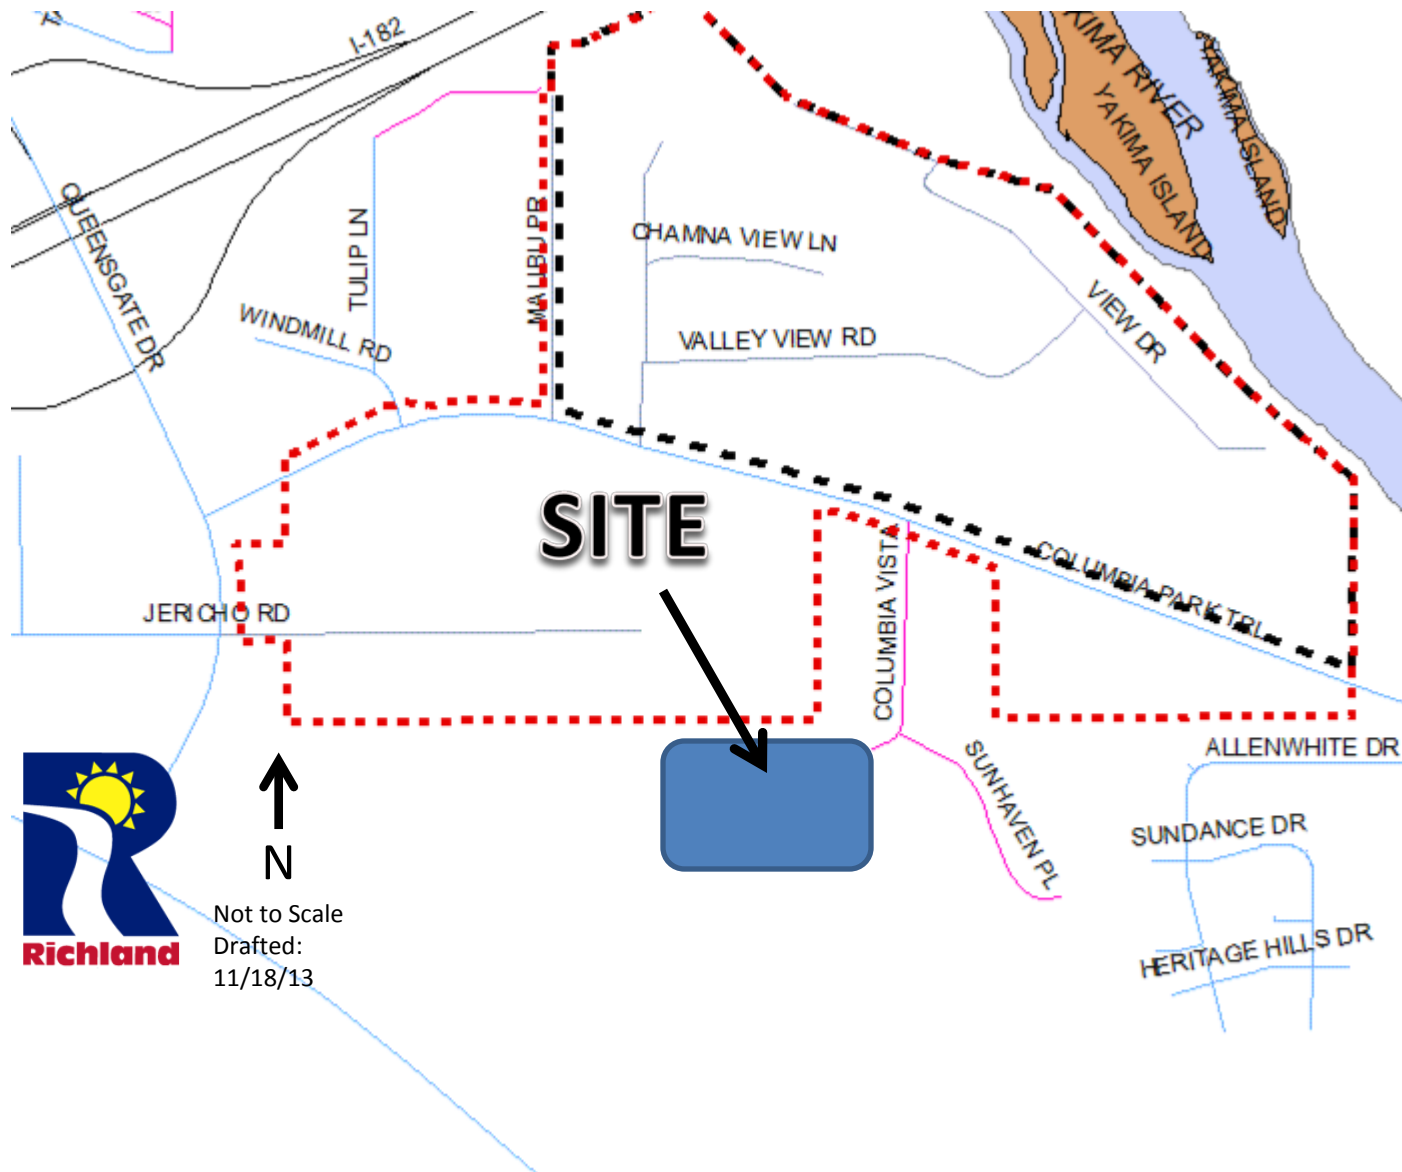 I-182
KIMA RIVER
YAKIMA ISLAND
YAKIMA ISLAND
QUEENSGATE DR
TULIP LN
MALIBU PR
CHAMNA VIEW LN
WINDMILL RD
VALLEY VIEW RD
VIEW DR
SITE
COLUMBIA PARK TRL
COLUMBIA VISTA
JERICHO RD
SUNHAVEN PL
ALLENWHITE DR
SUNDANCE DR
HERITAGE HILLS DR
N
Richland
Not to Scale
Drafted:
11/18/13